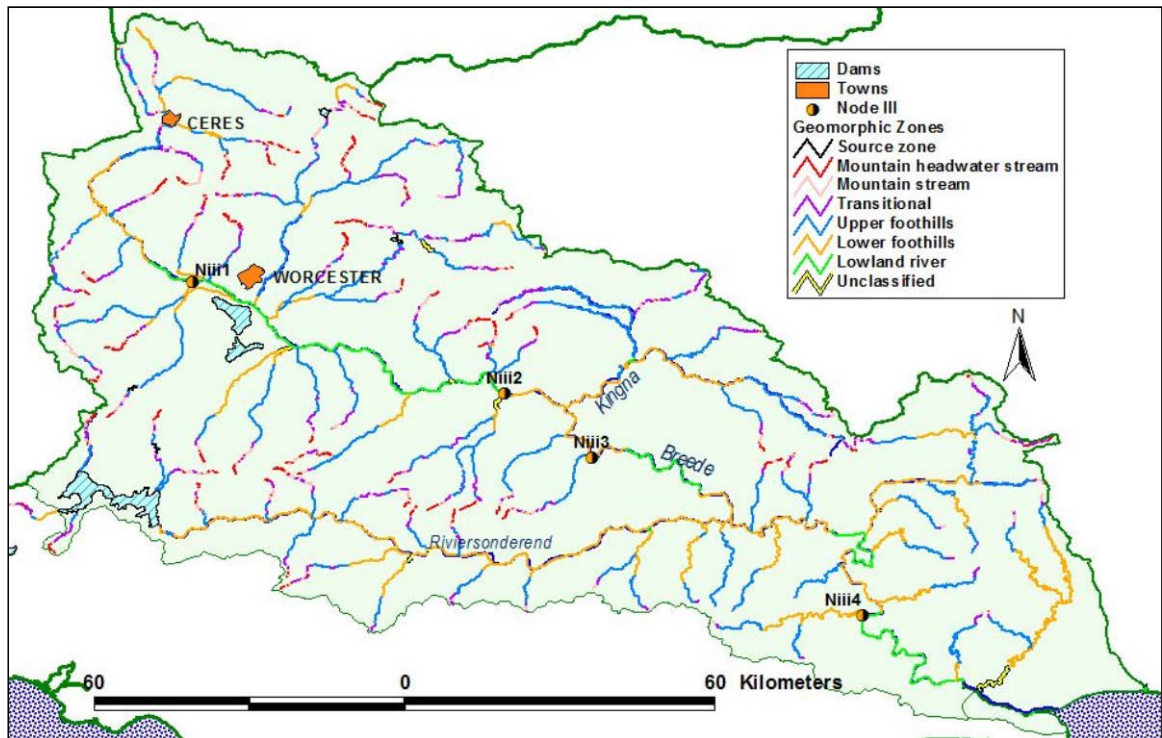 Dams
Towns
Node III
Geomorphic Zones
Source zone
Mountain headwater stream
Mountain stream
Transitional
Upper foothills
Lower foothills
Lowland river
Unclassified
CERES
N
Niii1
WORCESTER
Niii2
Kingna
Niii3
Breede
Riviersonderend
Niii4
60 0 60 Kilometers